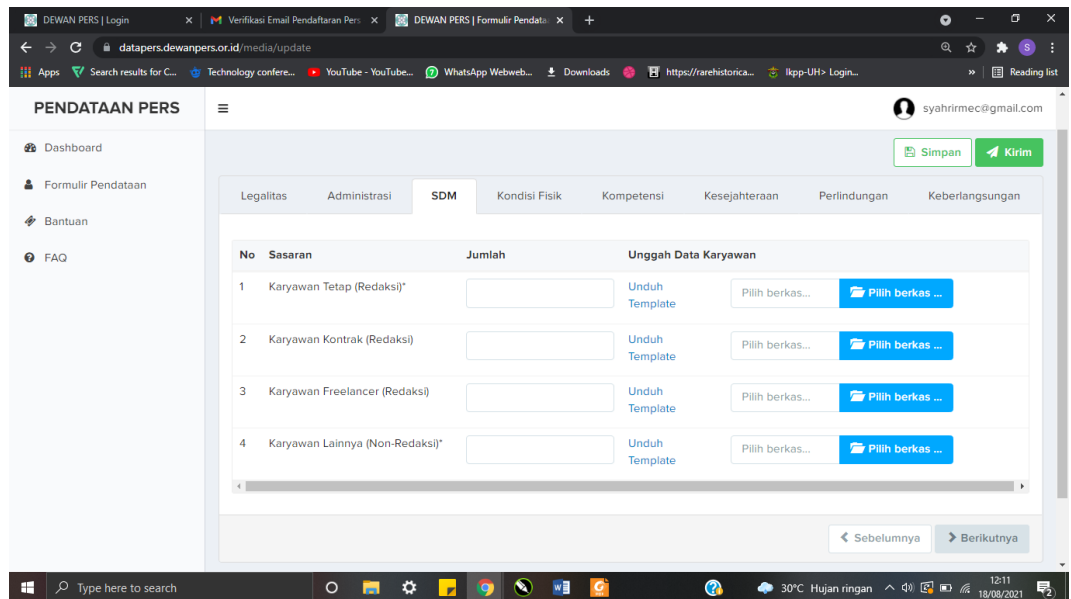 DEWAN PERS | Login
Verifikasi Email Pendaftaran Pers
DEWAN PERS | Formulir Pendata
datapers.dewanpers.or.id/media/update
S
Apps
Search results for C...
Technology confere...
YouTube - YouTube...
WhatsApp Webweb...
Downloads
https://rarehistorica...
lkpp-UH> Login...
»
Reading list
PENDATAAN PERS
syahrirmec@gmail.com
Dashboard
Formulir Pendataan
Bantuan
FAQ
Simpan
Kirim
Legalitas
Administrasi
SDM
Kondisi Fisik
Kompetensi
Kesejahteraan
Perlindungan
Keberlangsungan
No Sasaran Jumlah Unggah Data Karyawan
1 Karyawan Tetap (Redaksi)* Unduh Template Pilih berkas... Pilih berkas ...
2 Karyawan Kontrak (Redaksi) Unduh Template Pilih berkas... Pilih berkas ...
3 Karyawan Freelancer (Redaksi) Unduh Template Pilih berkas... Pilih berkas ...
4 Karyawan Lainnya (Non-Redaksi)* Unduh Template Pilih berkas... Pilih berkas ...
Sebelumnya
Berikutnya
Type here to search
30°C Hujan ringan
12:11
18/08/2021
2